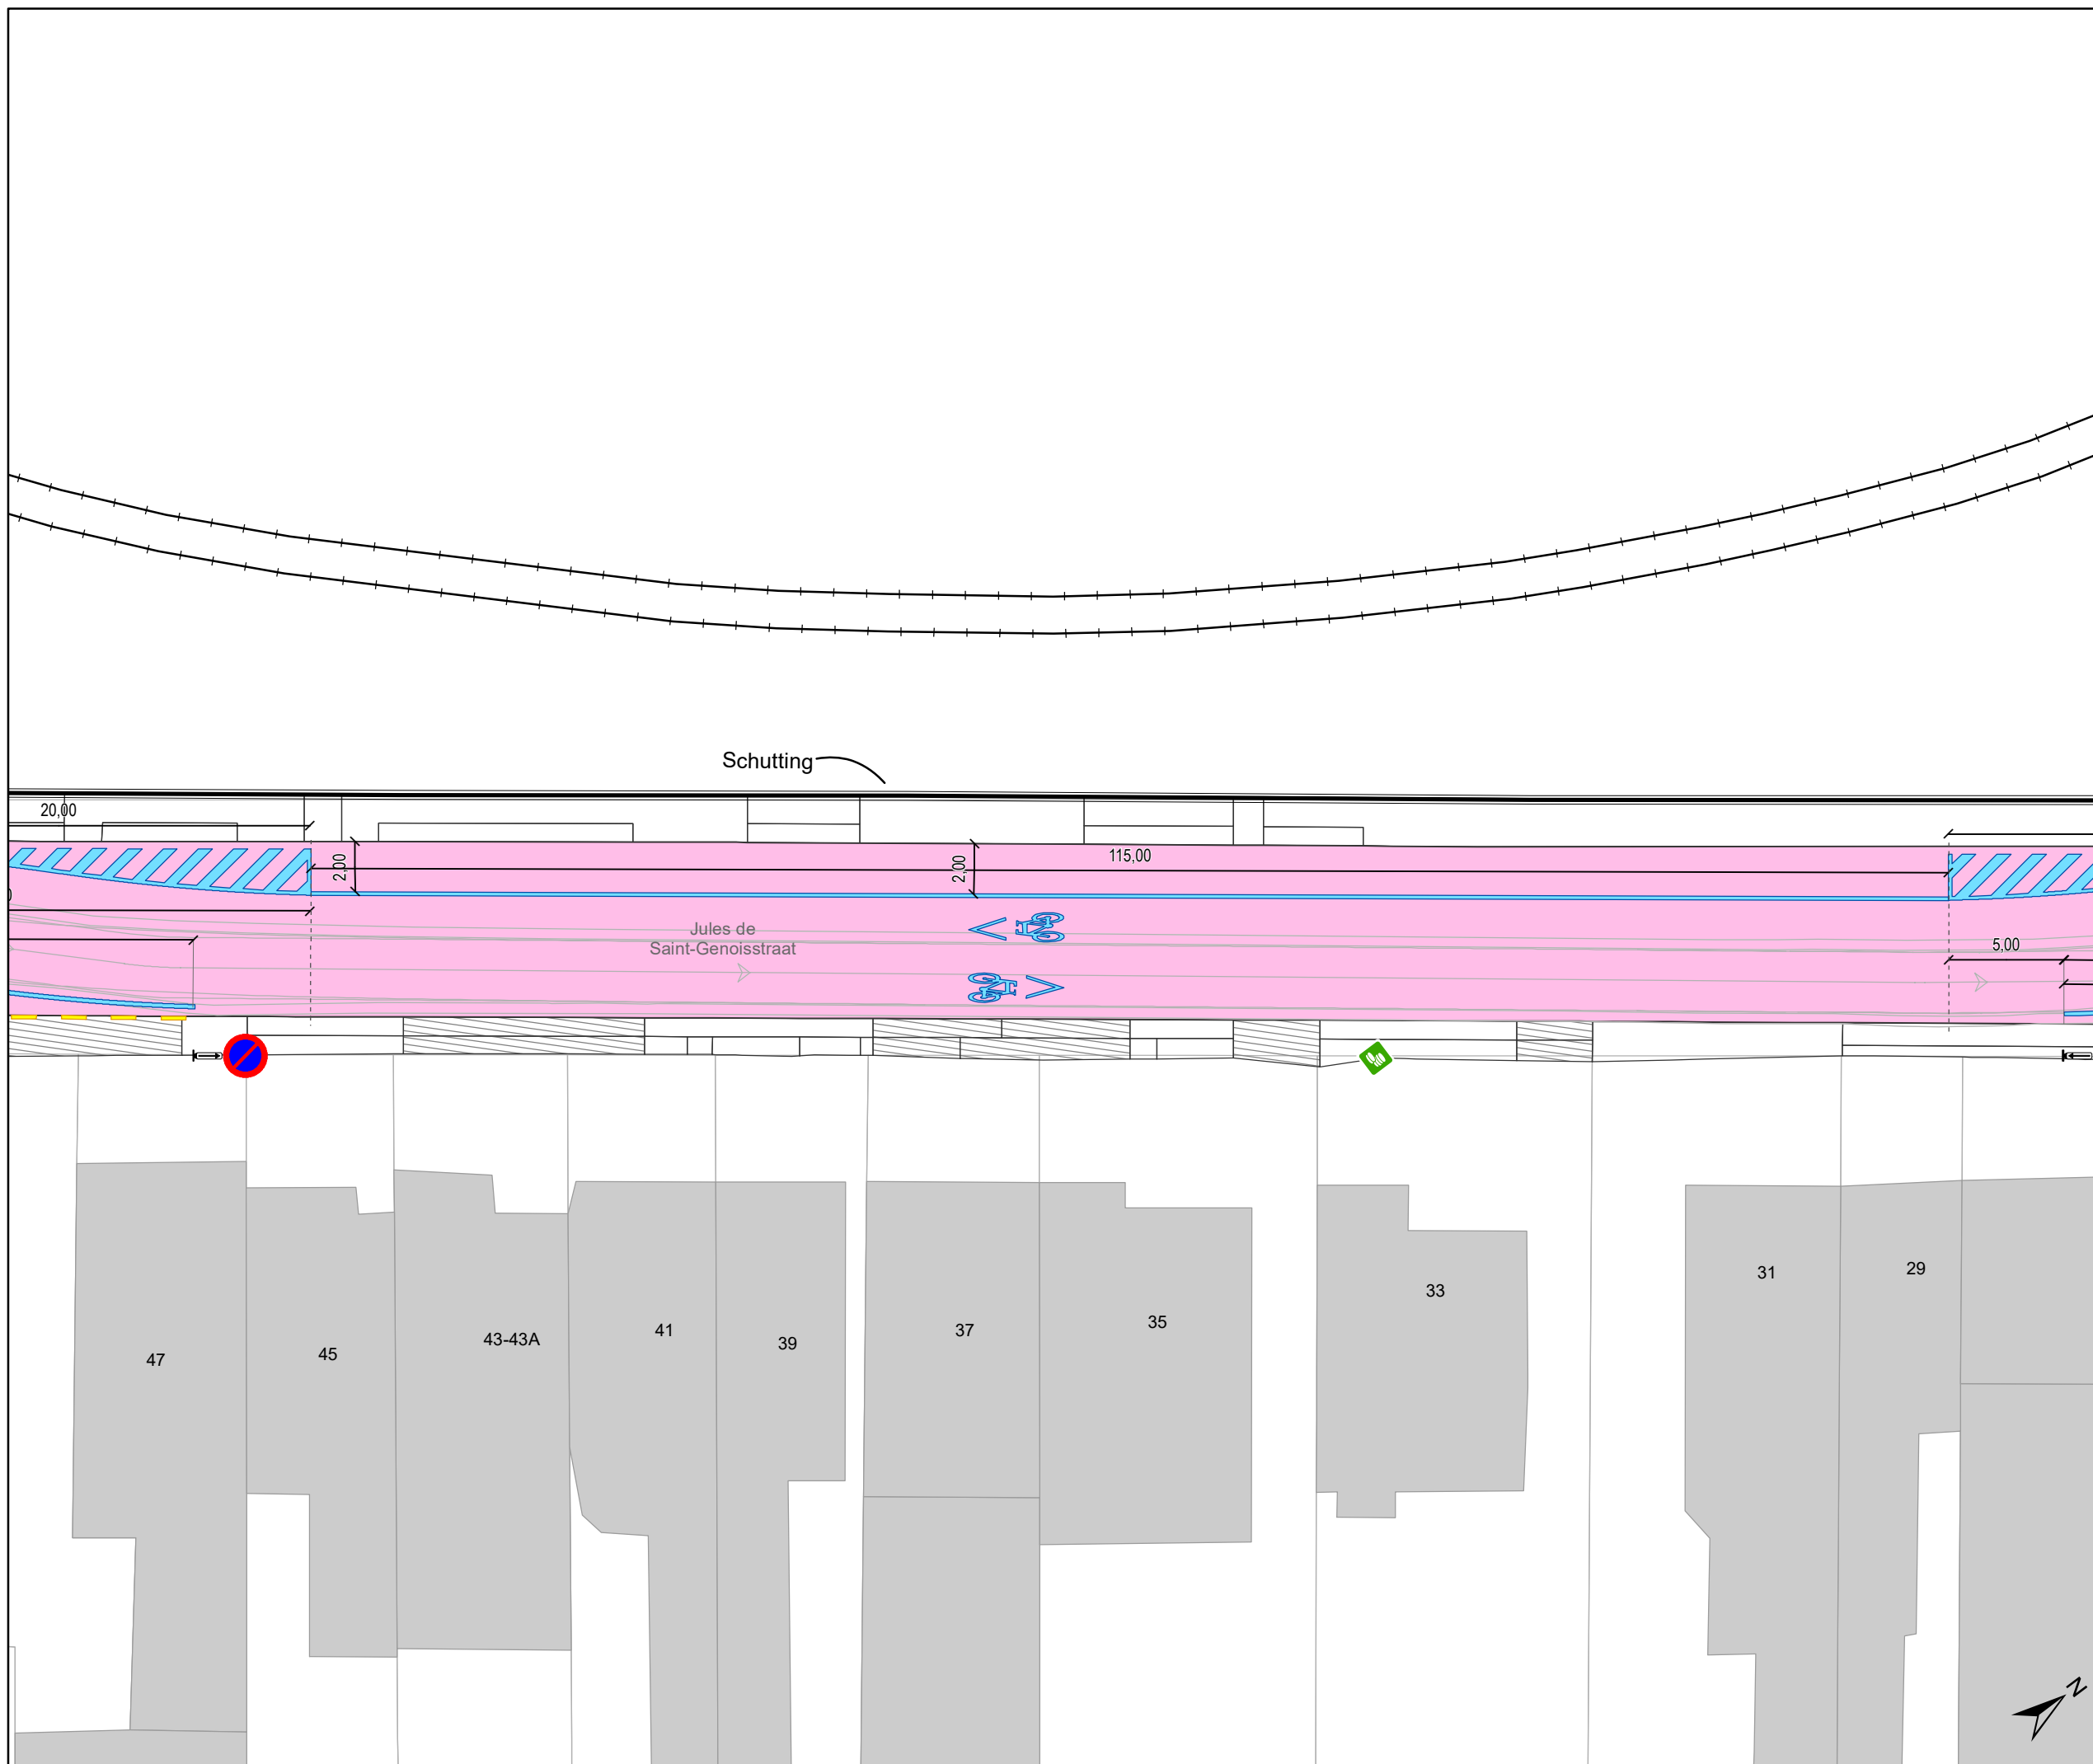 Schutting
20,00
2,00
2,00
115,00
Jules de
Saint-Genoisstraat
5,00
47
45
43-43A
41
39
37
35
33
31
29
N